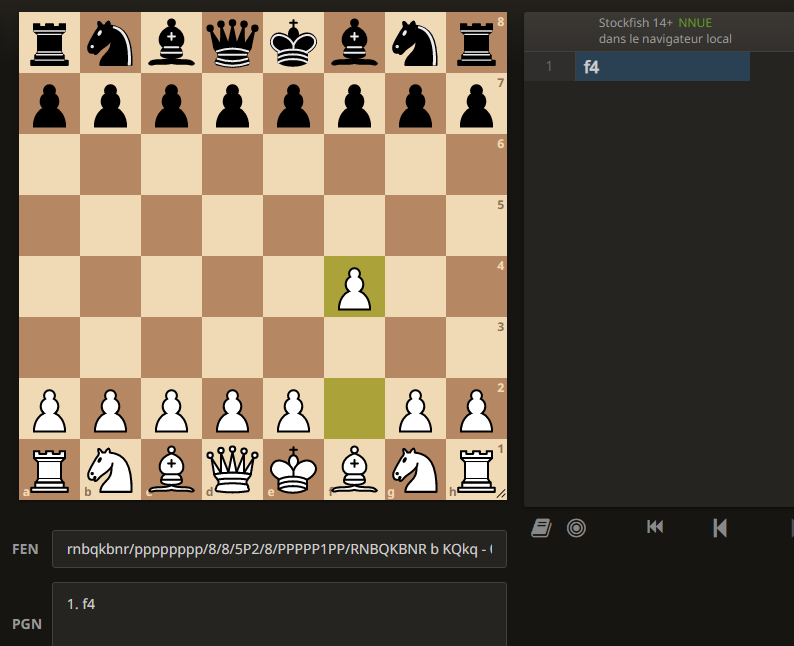 8
7
6
5
4
3
2
1
a b c d e f g h
Stockfish 14+ NNUE
dans le navigateur local
1 f4
FEN rnbqkbnr/pppppppp/8/8/5P2/8/PPPPP1PP/RNBQKBNR b KQkq -
1. f4
PGN